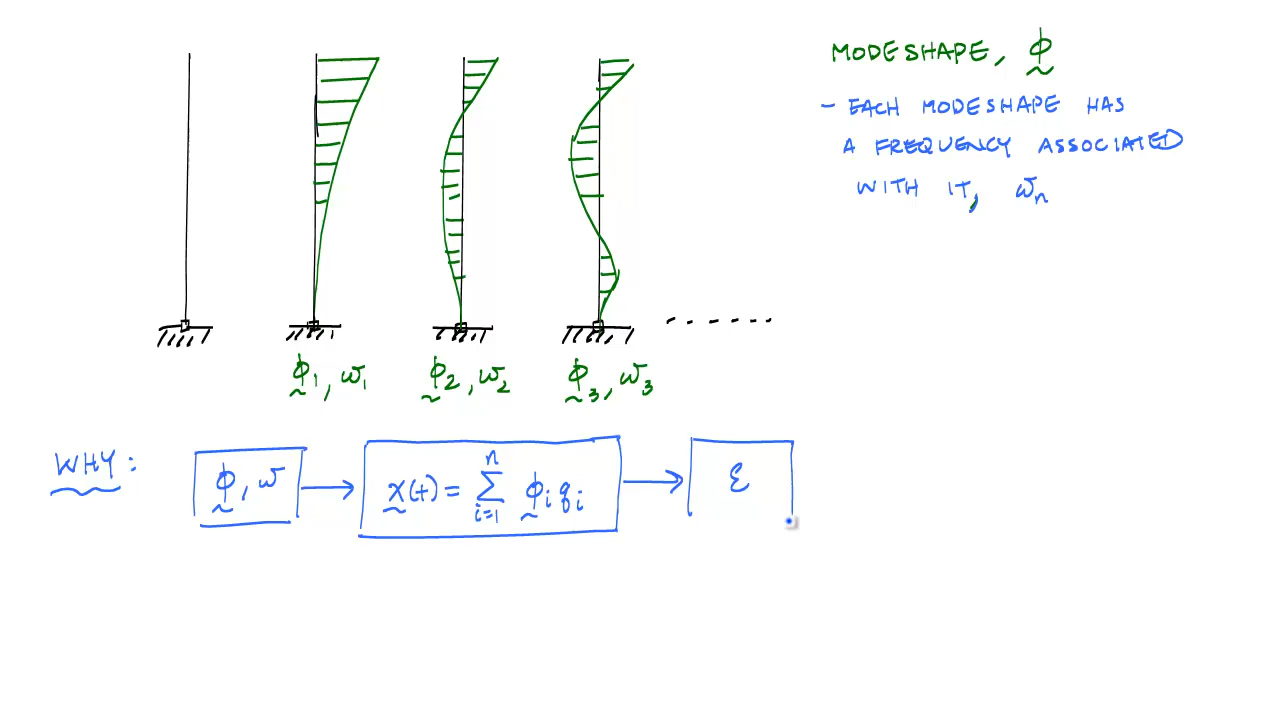 MODESHAPE, ϕ
- EACH MODESHAPE HAS
A FREQUENCY ASSOCIATED
WITH IT, ωn
ϕ1, ω1
ϕ2, ω2
ϕ3, ω3
WHY:
ϕ, ω
x(t) = Σ i=1 n ϕi qi
ε